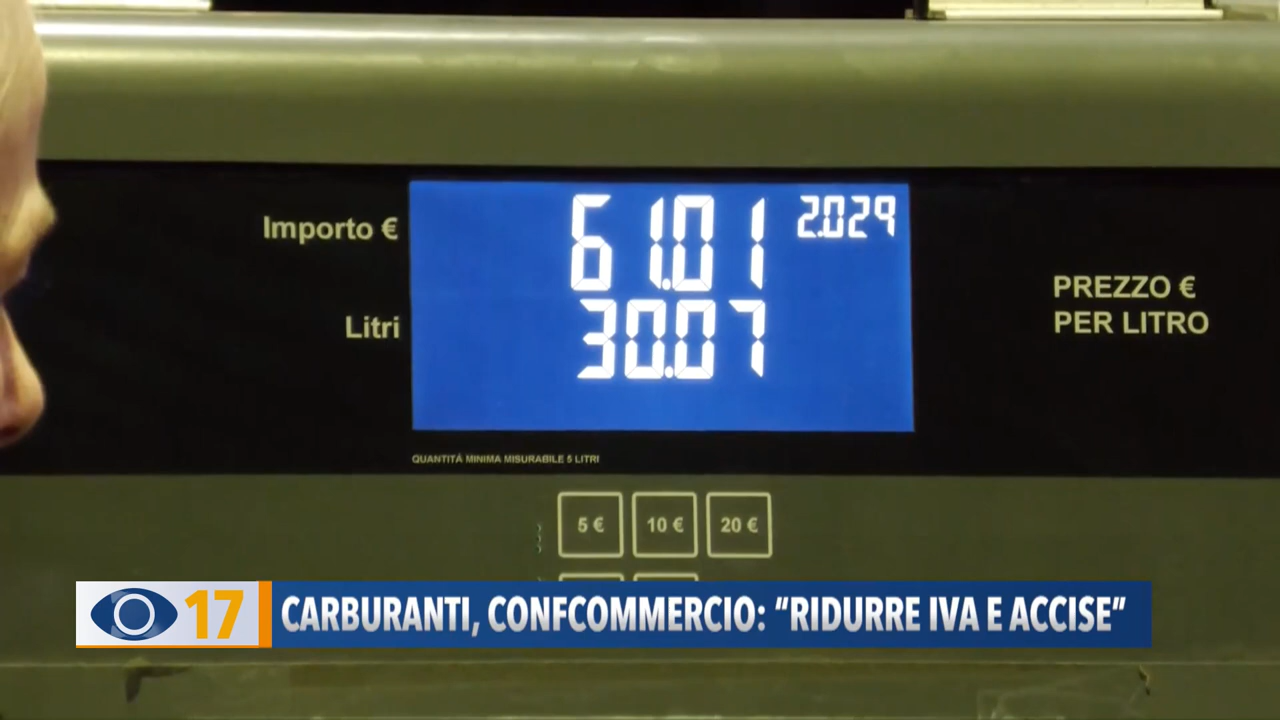 Importo €
61.01
2.029
Litri
30.07
PREZZO €
PER LITRO
QUANTITÁ MINIMA MISURABILE 5 LITRI
5 €
10 €
20 €
17
CARBURANTI, CONFCOMMERCIO: “RIDURRE IVA E ACCISE”